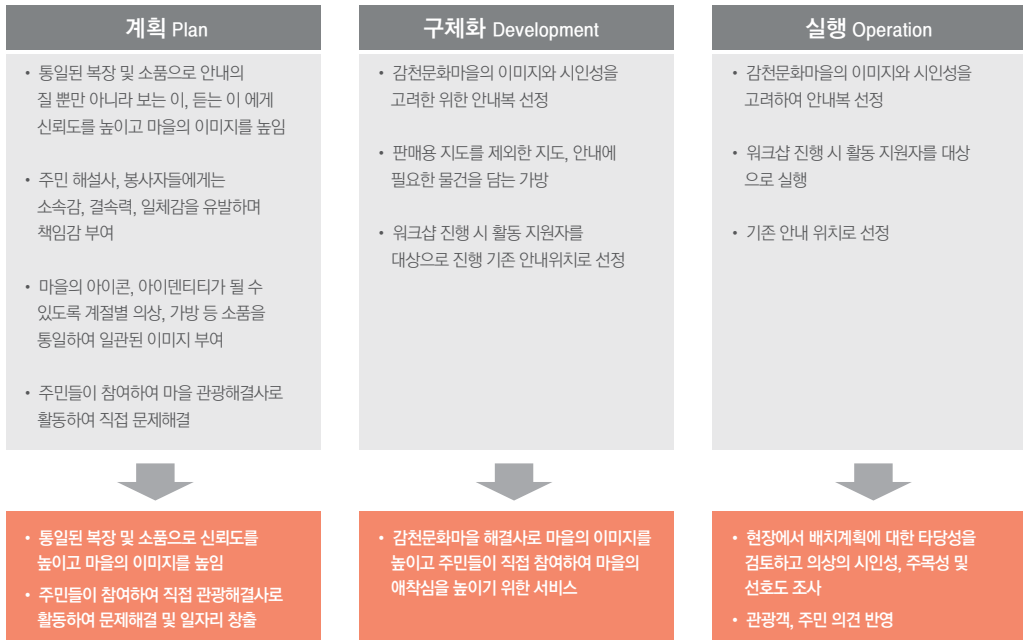 계획 Plan
• 통일된 복장 및 소품으로 안내의
질 뿐만 아니라 보는 이, 듣는 이 에게
신뢰도를 높이고 마을의 이미지를 높임
• 주민 해설사, 봉사자들에게는
소속감, 결속력, 일체감을 유발하며
책임감 부여
• 마을의 아이콘, 아이덴티티가 될 수
있도록 계절별 의상, 가방 등 소품을
통일하여 일관된 이미지 부여
• 주민들이 참여하여 마을 관광해결사로
활동하여 직접 문제해결
• 통일된 복장 및 소품으로 신뢰도를
높이고 마을의 이미지를 높임
• 주민들이 참여하여 직접 관광해결사로
활동하여 문제해결 및 일자리 창출
구체화 Development
• 감천문화마을의 이미지와 시인성을
고려한 위한 안내복 선정
• 판매용 지도를 제외한 지도, 안내에
필요한 물건을 담는 가방
• 워크샵 진행 시 활동 지원자를
대상으로 진행 기존 안내위치로 선정
• 감천문화마을 해결사로 마을의 이미지를
높이고 주민들이 직접 참여하여 마을의
애착심을 높이기 위한 서비스
실행 Operation
• 감천문화마을의 이미지와 시인성을
고려하여 안내복 선정
• 워크샵 진행 시 활동 지원자를 대상
으로 실행
• 기존 안내 위치로 선정
• 현장에서 배치계획에 대한 타당성을
검토하고 의상의 시인성, 주목성 및
선호도 조사
• 관광객, 주민 의견 반영